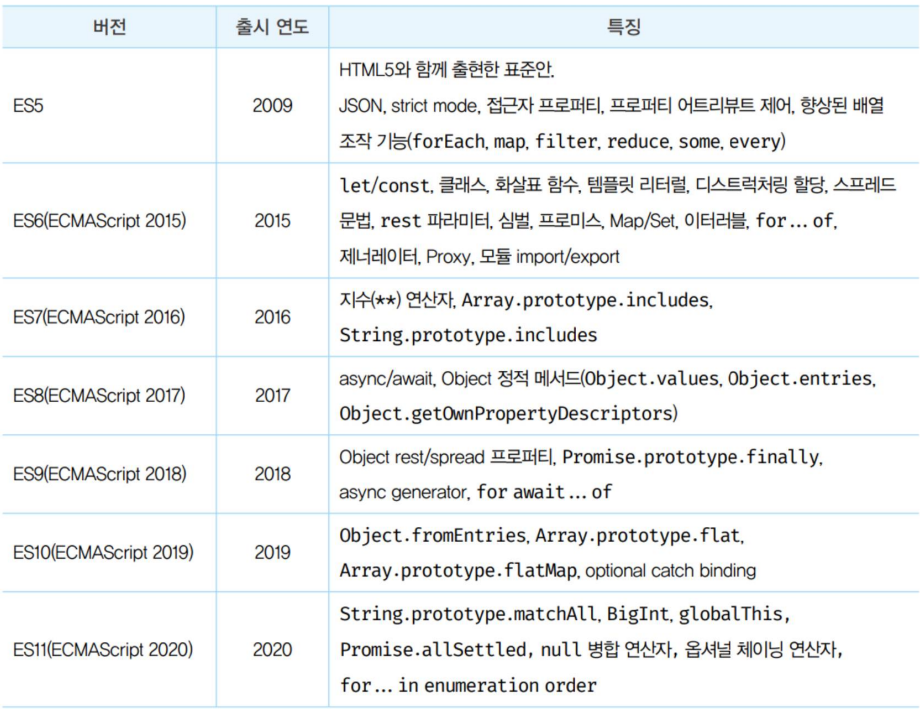 버전 출시 연도 특징
ES5 2009 HTML5와 함께 출현한 표준안.
JSON, strict mode, 접근자 프로퍼티, 프로퍼티 어트리뷰트 제어, 향상된 배열
조작 기능(forEach, map, filter, reduce, some, every)
ES6(ECMAScript 2015) 2015 let/const, 클래스, 화살표 함수, 템플릿 리터럴, 디스트럭처링 할당, 스프레드
문법, rest 파라미터, 심벌, 프로미스, Map/Set, 이터러블, for...of,
제너레이터, Proxy, 모듈 import/export
ES7(ECMAScript 2016) 2016 지수(**) 연산자, Array.prototype.includes,
String.prototype.includes
ES8(ECMAScript 2017) 2017 async/await, Object 정적 메서드(Object.values, Object.entries,
Object.getOwnPropertyDescriptors)
ES9(ECMAScript 2018) 2018 Object rest/spread 프로퍼티, Promise.prototype.finally,
async generator, for await...of
ES10(ECMAScript 2019) 2019 Object.fromEntries, Array.prototype.flat,
Array.prototype.flatMap, optional catch binding
ES11(ECMAScript 2020) 2020 String.prototype.matchAll, BigInt, globalThis,
Promise.allSettled, null 병합 연산자, 옵셔널 체이닝 연산자,
for...in enumeration order